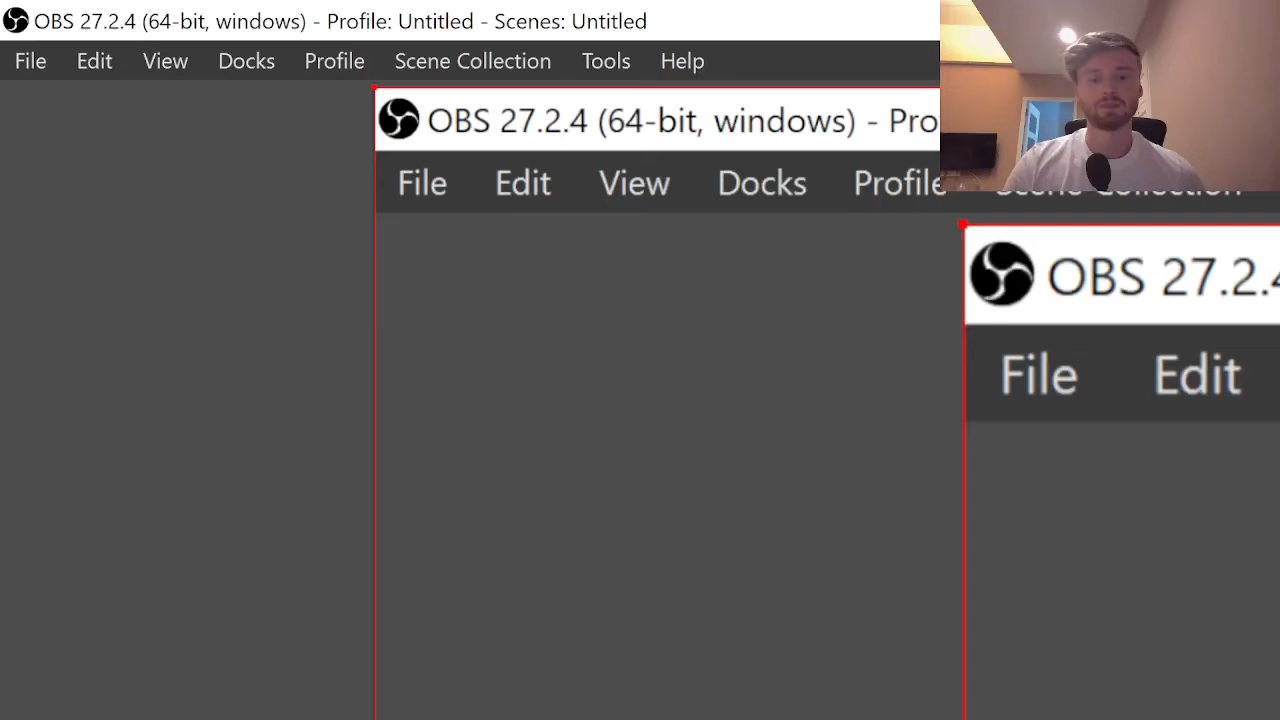 OBS 27.2.4 (64-bit, windows) - Profile: Untitled - Scenes: Untitled
File Edit View Docks Profile Scene Collection Tools Help
OBS 27.2.4 (64-bit, windows) - Pro
File Edit View Docks Profile Scene Collection
OBS 27.2.4
File Edit